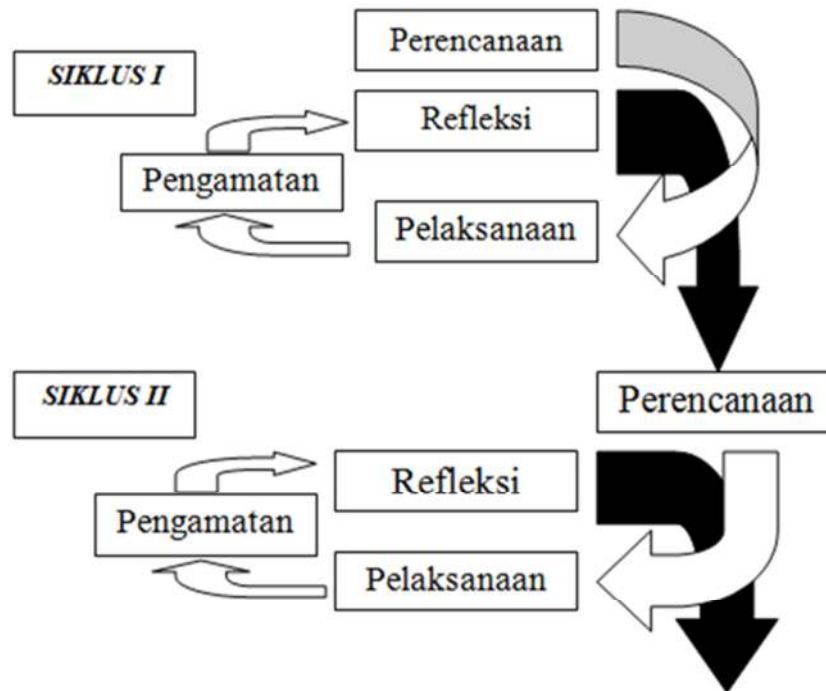 Perencanaan
SIKLUS I
Refleksi
Pengamatan
Pelaksanaan
SIKLUS II
Perencanaan
Refleksi
Pengamatan
Pelaksanaan